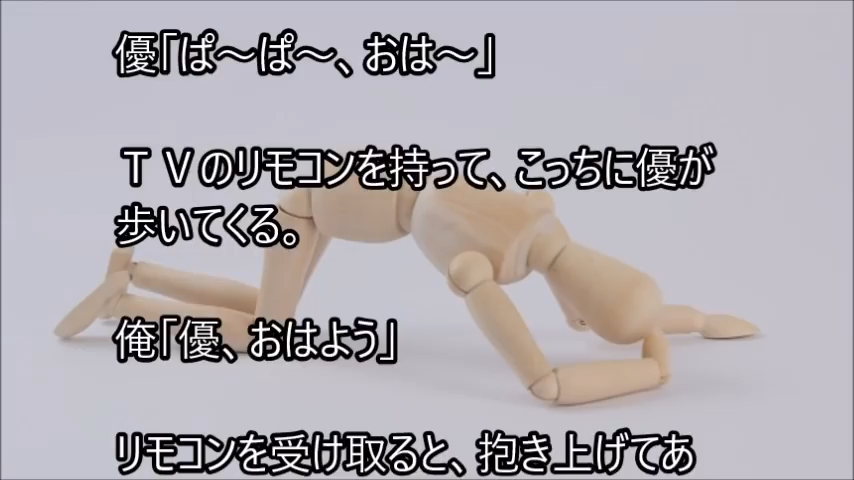 優「ぱ～ぱ～、おは～」
ＴＶのリモコンを持って、こっちに優が
歩いてくる。
俺「優、おはよう」
リモコンを受け取ると、抱き上げてあ